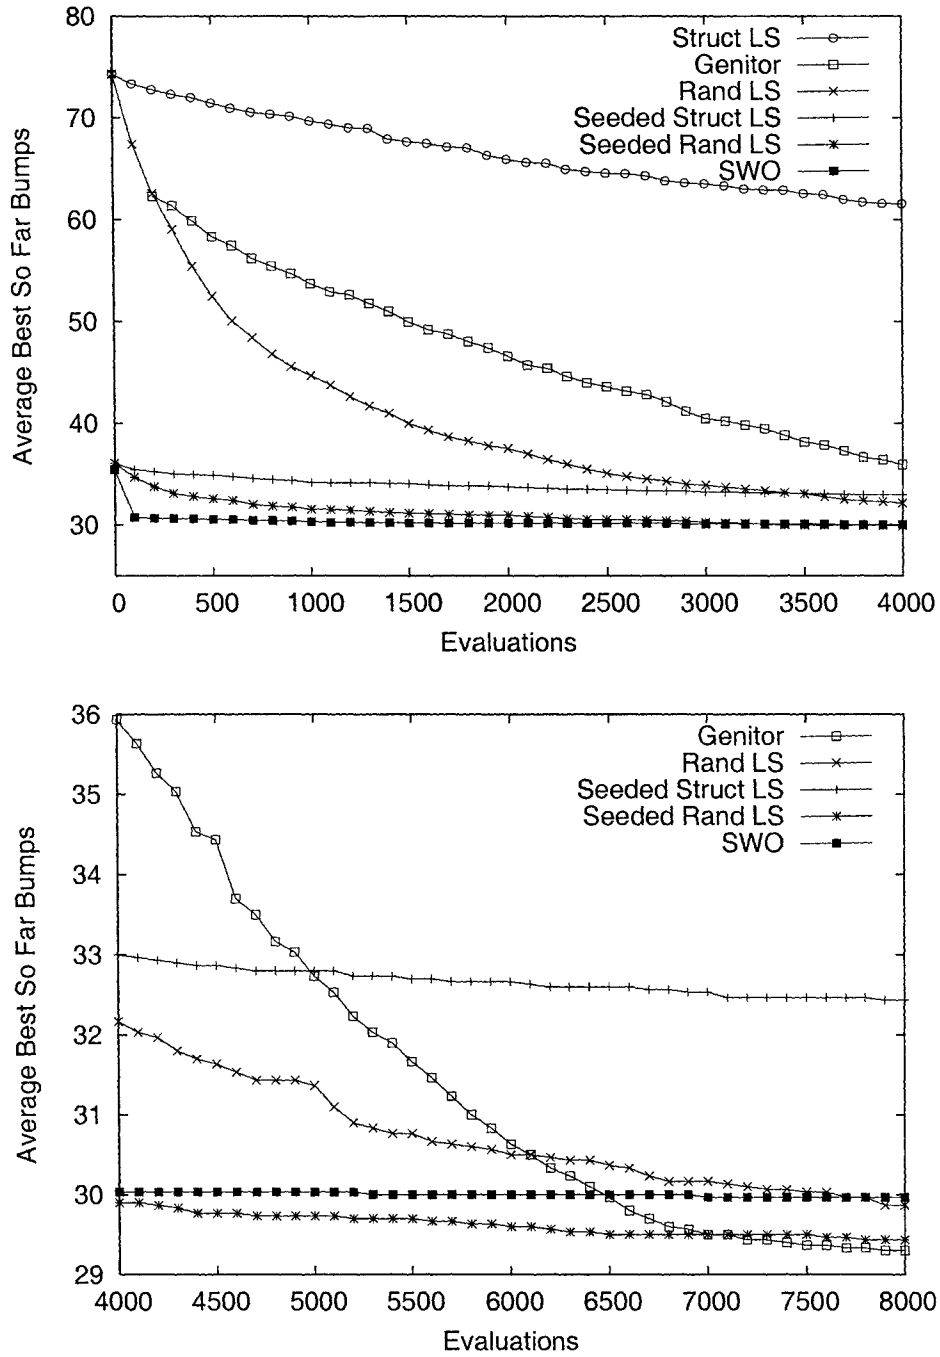 80
70
60
50
40
30
Average Best So Far Bumps
Struct LS
Genitor
Rand LS
Seeded Struct LS
Seeded Rand LS
SWO
0 500 1000 1500 2000 2500 3000 3500 4000
Evaluations
36
35
34
33
32
31
30
29
Average Best So Far Bumps
Genitor
Rand LS
Seeded Struct LS
Seeded Rand LS
SWO
4000 4500 5000 5500 6000 6500 7000 7500 8000
Evaluations